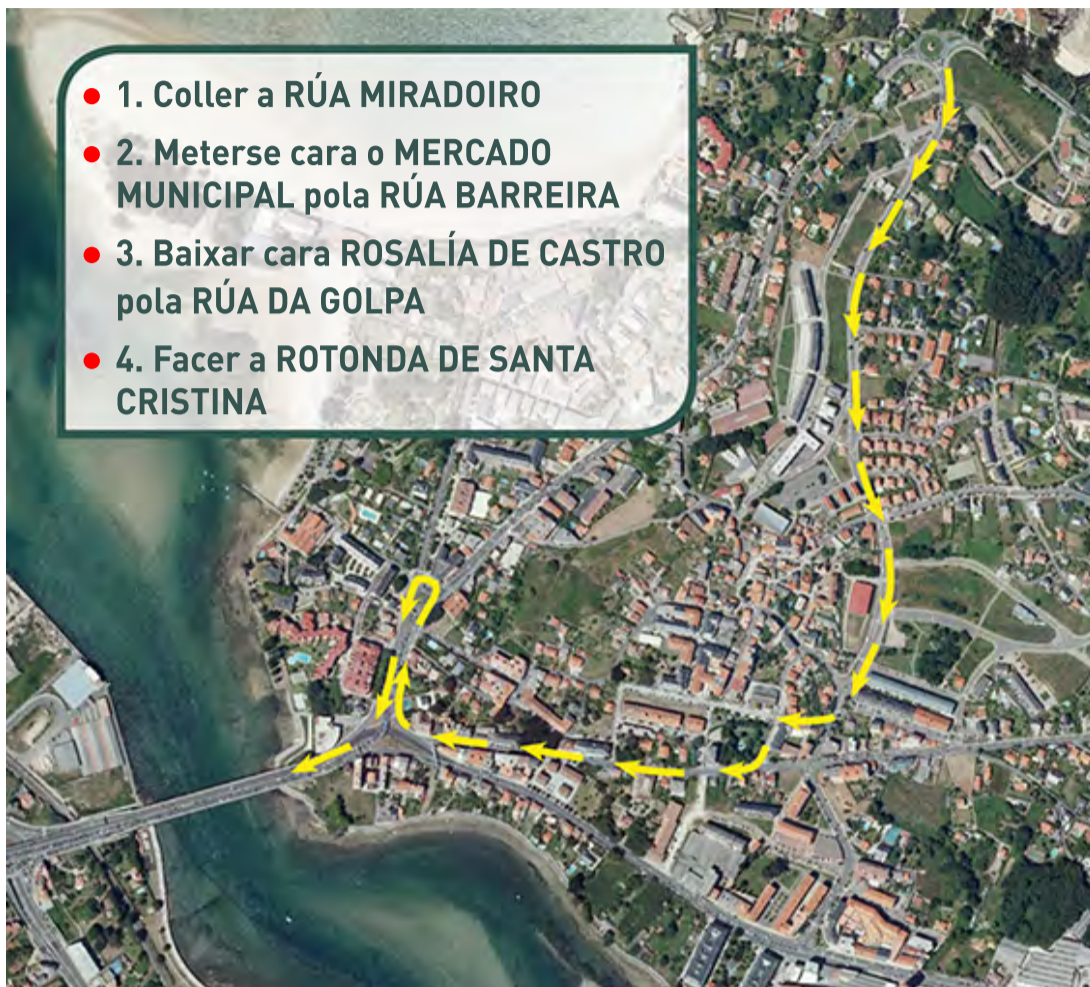 1. Coller a RÚA MIRADOIRO
2. Meterse cara o MERCADO
MUNICIPAL pola RÚA BARREIRA
3. Baixar cara ROSALÍA DE CASTRO
pola RÚA DA GOLPA
4. Facer a ROTONDA DE SANTA
CRISTINA